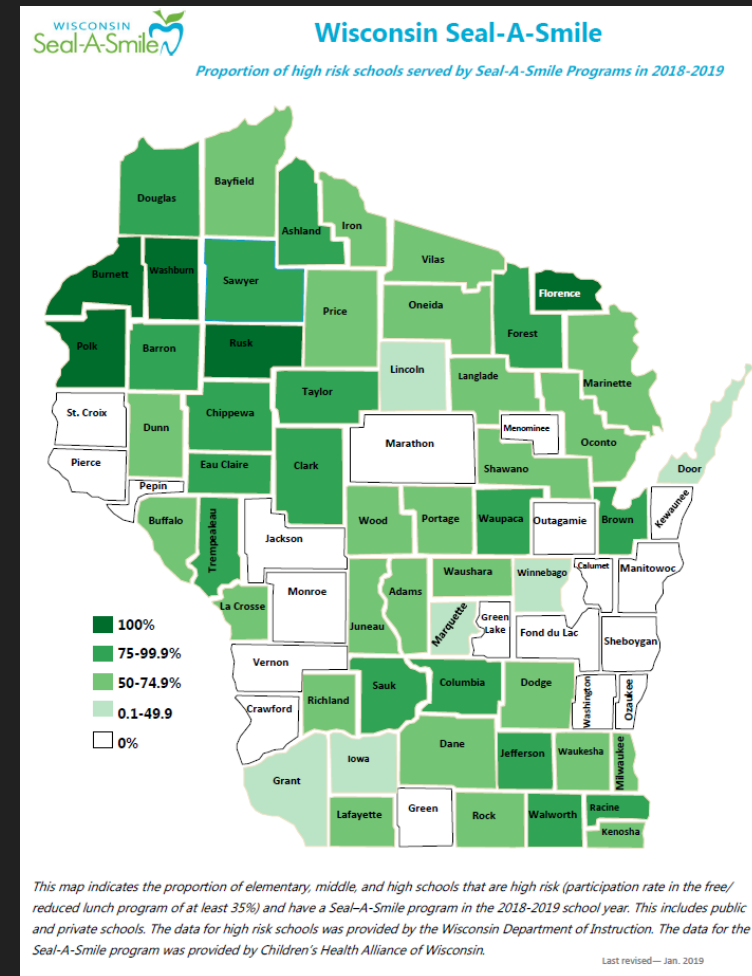 WISCONSIN
Seal-A-Smile
Wisconsin Seal-A-Smile
Proportion of high risk schools served by Seal-A-Smile Programs in 2018-2019
Douglas
Bayfield
Ashland
Iron
Vilas
Burnett
Washburn
Sawyer
Florence
Price
Oneida
Forest
Polk
Barron
Rusk
Lincoln
Langlade
Marinette
Taylor
St. Croix
Dunn
Chippewa
Marathon
Menominee
Oconto
Pierce
Eau Claire
Clark
Shawano
Door
Pepin
Buffalo
Trempealeau
Wood
Portage
Waupaca
Outagamie
Brown
Kewaunee
Jackson
Waushara
Winnebago
Calumet
Manitowoc
Monroe
Adams
La Crosse
Juneau
Marquette
Green
Lake
Fond du Lac
Sheboygan
Vernon
Sauk
Columbia
Dodge
Washington
Ozaukee
Richland
Crawford
Dane
Jefferson
Waukesha
Milwaukee
Grant
Iowa
Lafayette
Green
Rock
Walworth
Racine
Kenosha
100%
75-99.9%
50-74.9%
0.1-49.9
0%
This map indicates the proportion of elementary, middle, and high schools that are high risk (participation rate in the free/
reduced lunch program of at least 35%) and have a Seal–A-Smile program in the 2018-2019 school year. This includes public
and private schools. The data for high risk schools was provided by the Wisconsin Department of Instruction. The data for the
Seal-A-Smile program was provided by Children's Health Alliance of Wisconsin.
Last revised— Jan. 2019